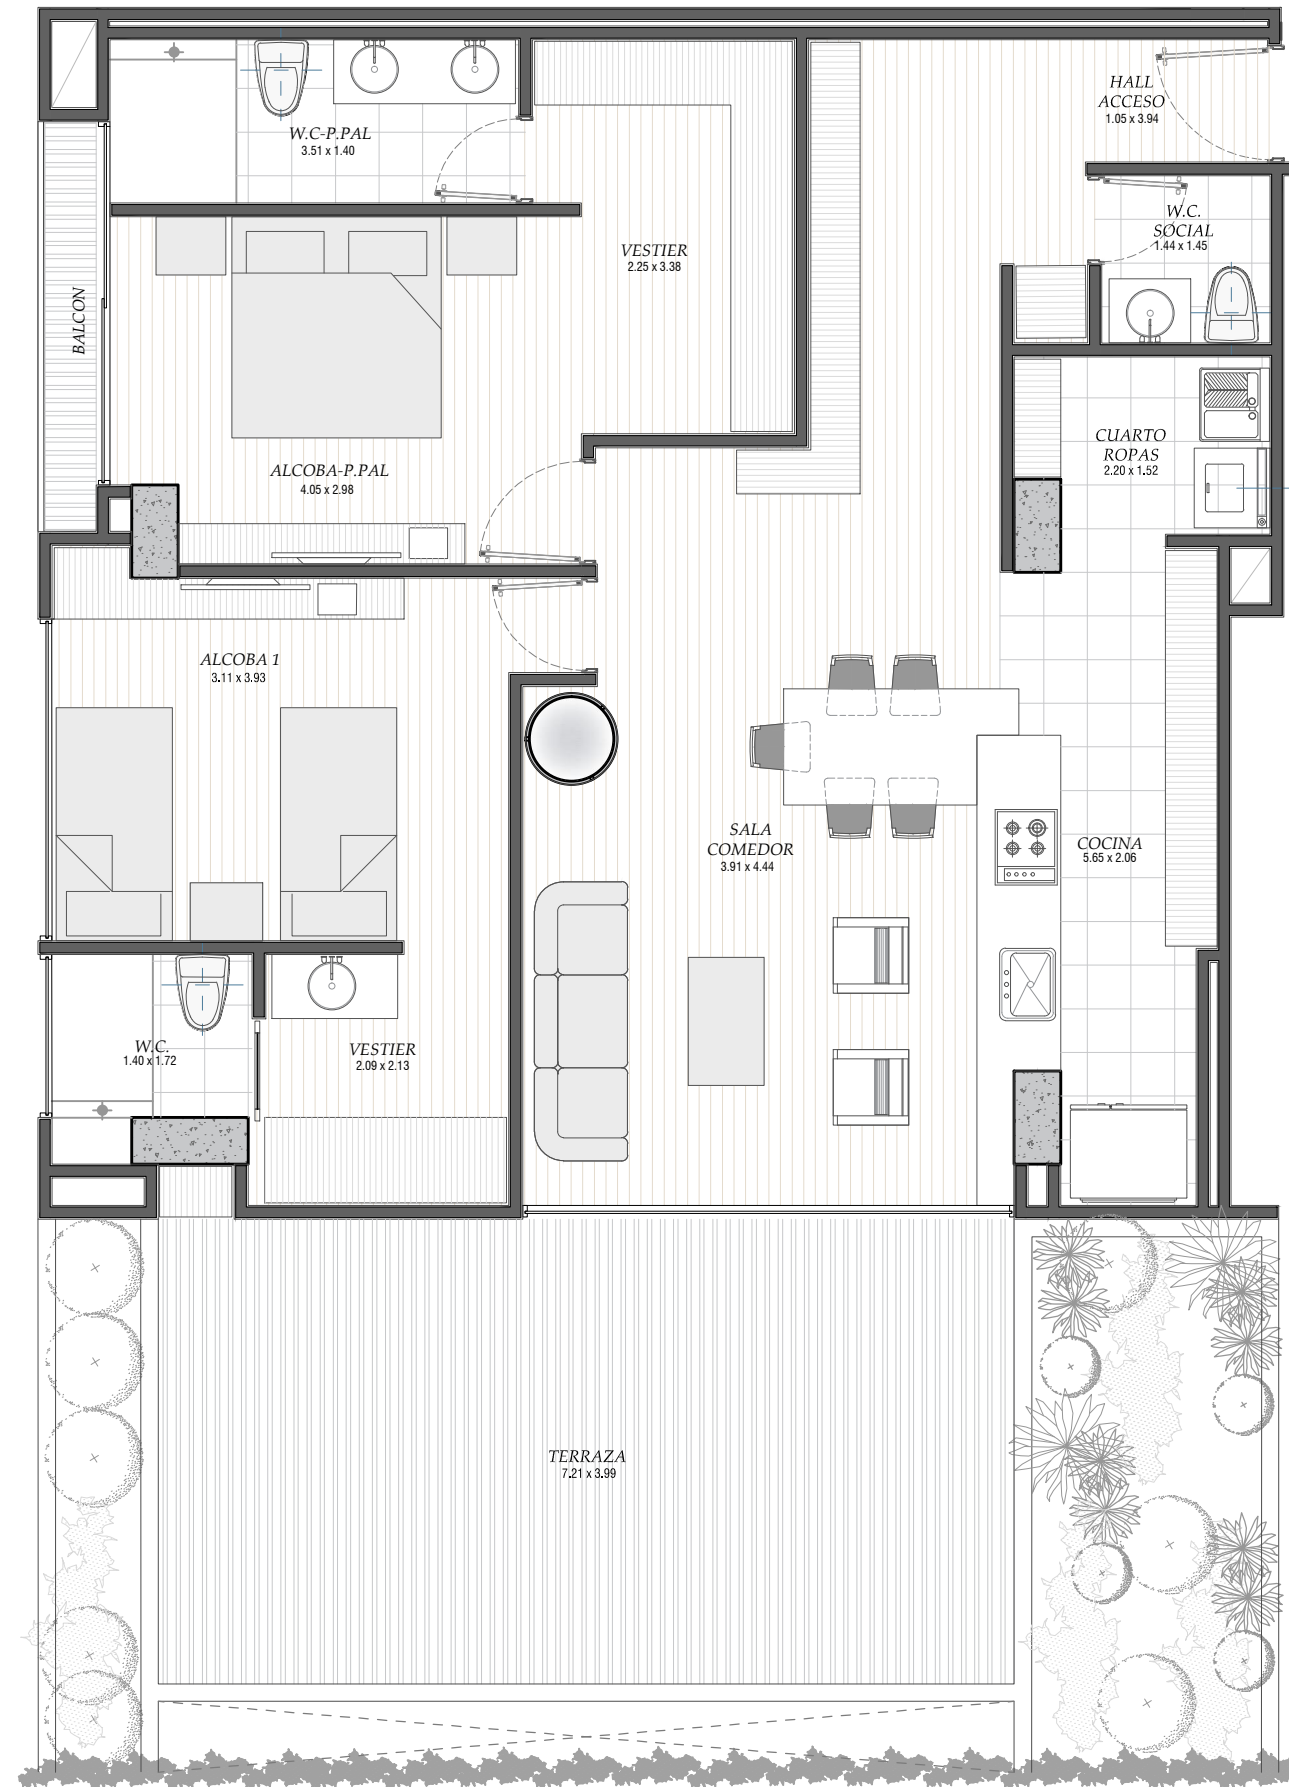 HALL
ACCESO
1.05 x 3.94
W.C-P.PAL
3.51 x 1.40
W.C.
SOCIAL
1.44 x 1.45
VESTIER
2.25 x 3.38
BALCON
CUARTO
ROPAS
2.20 x 1.52
ALCOBA-P.PAL
4.05 x 2.98
ALCOBA 1
3.11 x 3.93
SALA
COMEDOR
3.91 x 4.44
COCINA
5.65 x 2.06
W.C.
1.40 x 1.72
VESTIER
2.09 x 2.13
TERRAZA
7.21 x 3.99